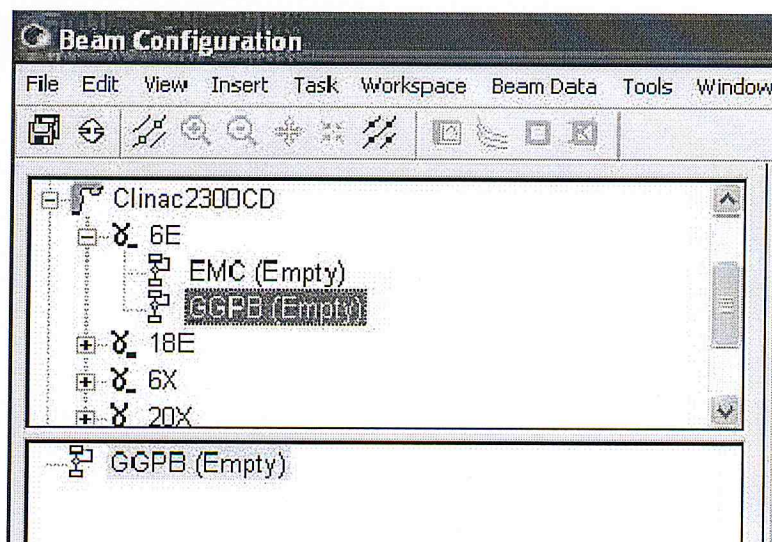 Beam Configuration
File Edit View Insert Task Workspace Beam Data Tools Window
Clinac2300CD
6E
EMC (Empty)
GGPB (Empty)
18E
6X
20X
GGPB (Empty)